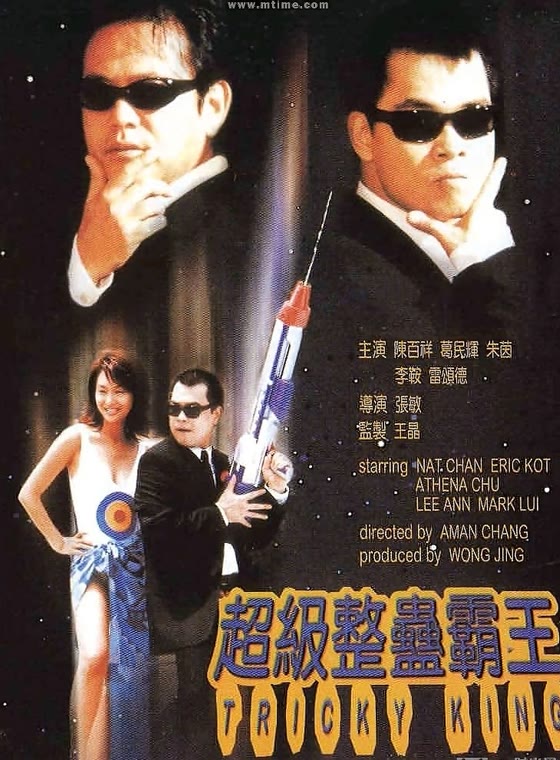 www.mtime.com
主演 陳百祥 葛民輝 朱茵
李鞍 雷頌德
導演 張敏
監製 王晶
starring NAT CHAN ERIC KOT
ATHENA CHU
LEE ANN MARK LUI
directed by AMAN CHANG
produced by WONG JING
超級整蠱霸王
TRICKY KING